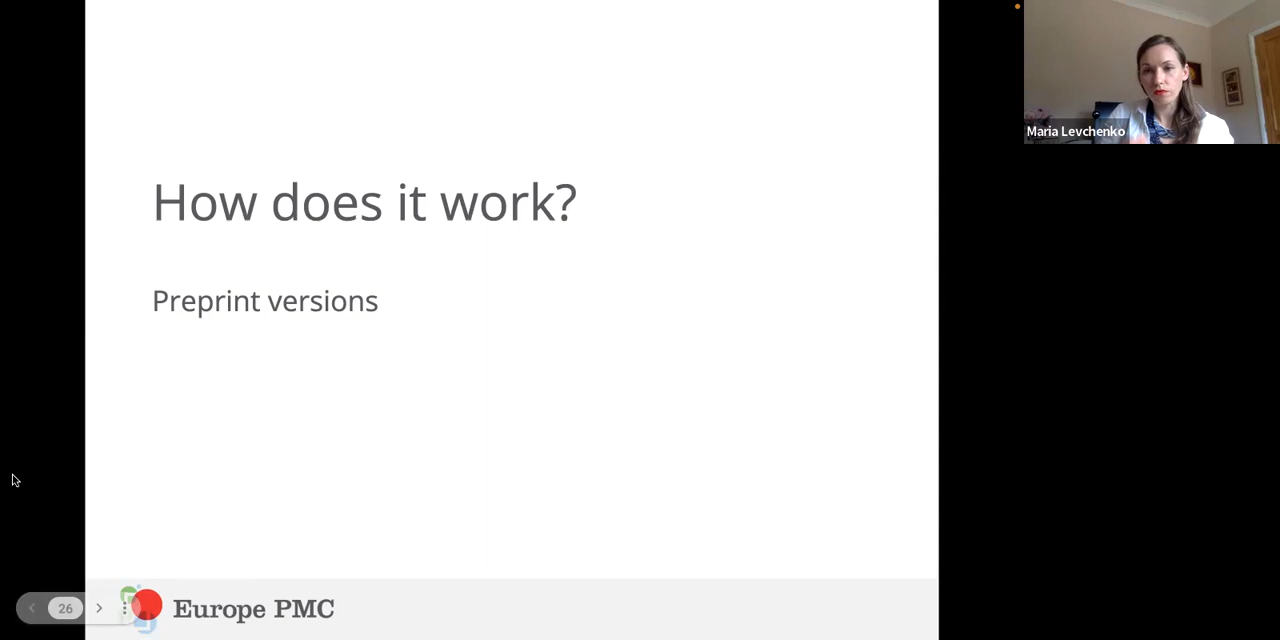 How does it work?
Preprint versions
Maria Levchenko
26
Europe PMC